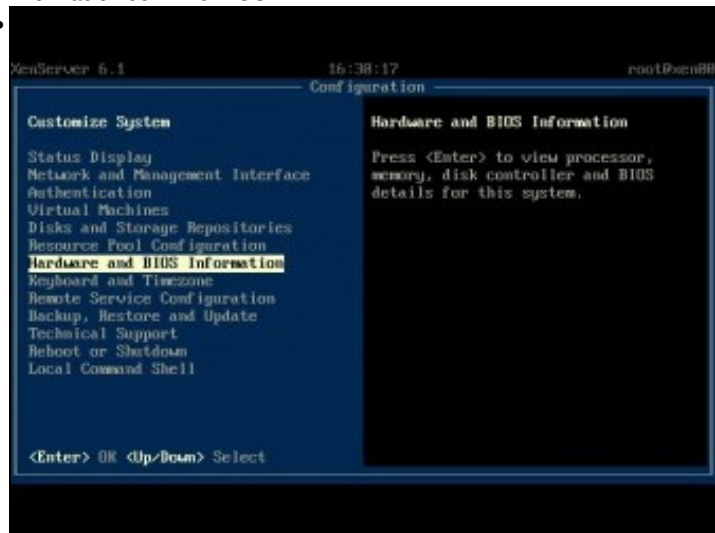 XenServer 6.1 16:38:17 root@xen00
Configuration
Customize System
Status Display
Network and Management Interface
Authentication
Virtual Machines
Disks and Storage Repositories
Resource Pool Configuration
Hardware and BIOS Information
Keyboard and Timezone
Remote Service Configuration
Backup, Restore and Update
Technical Support
Reboot or Shutdown
Local Command Shell
<Enter> OK <Up/Down> Select
Hardware and BIOS Information
Press <Enter> to view processor,
memory, disk controller and BIOS
details for this system.